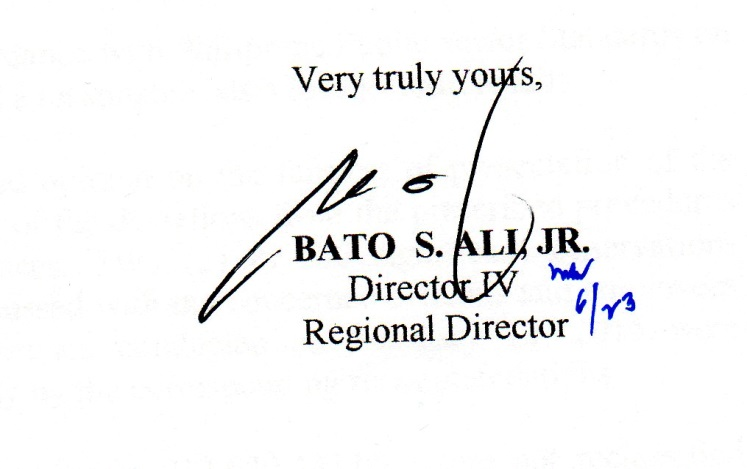 Very truly yours,
BATO S. ALI, JR.
Director IV
Regional Director
6/23